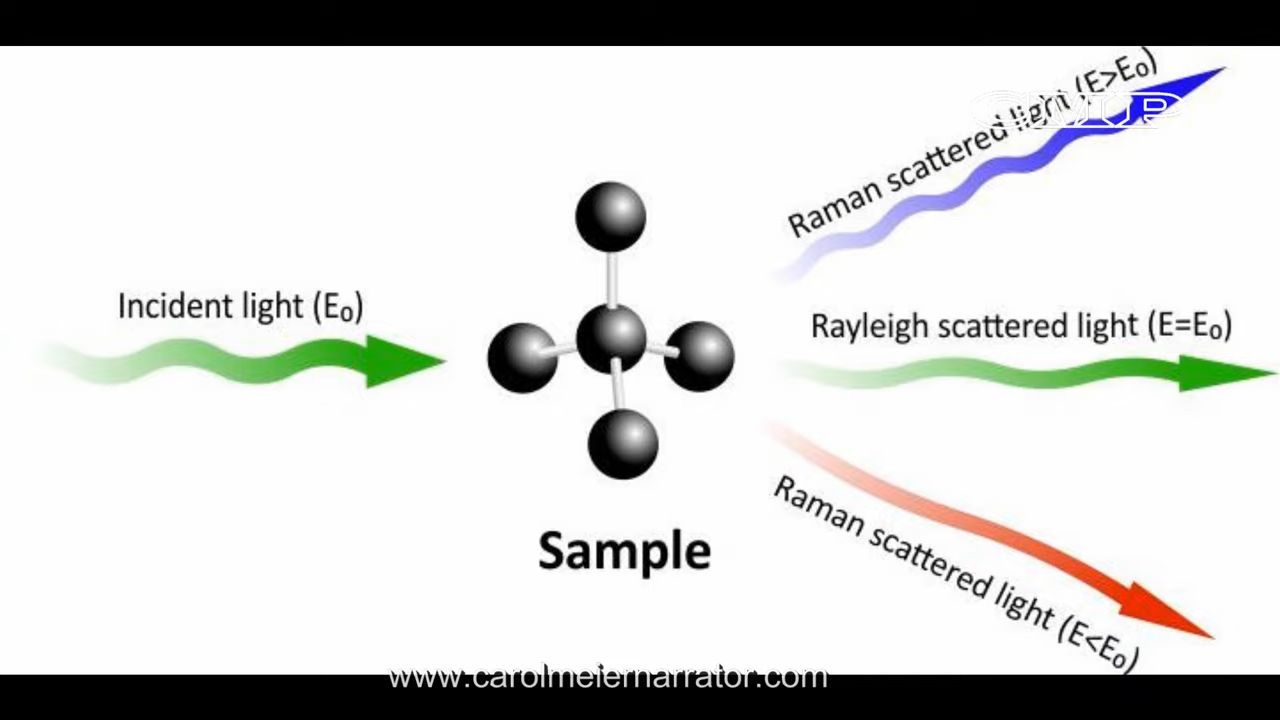 Raman scattered light (E>E₀)
Incident light (E₀)
Rayleigh scattered light (E=E₀)
Raman scattered light (E<E₀)
Sample
www.carolmeiernarrator.com